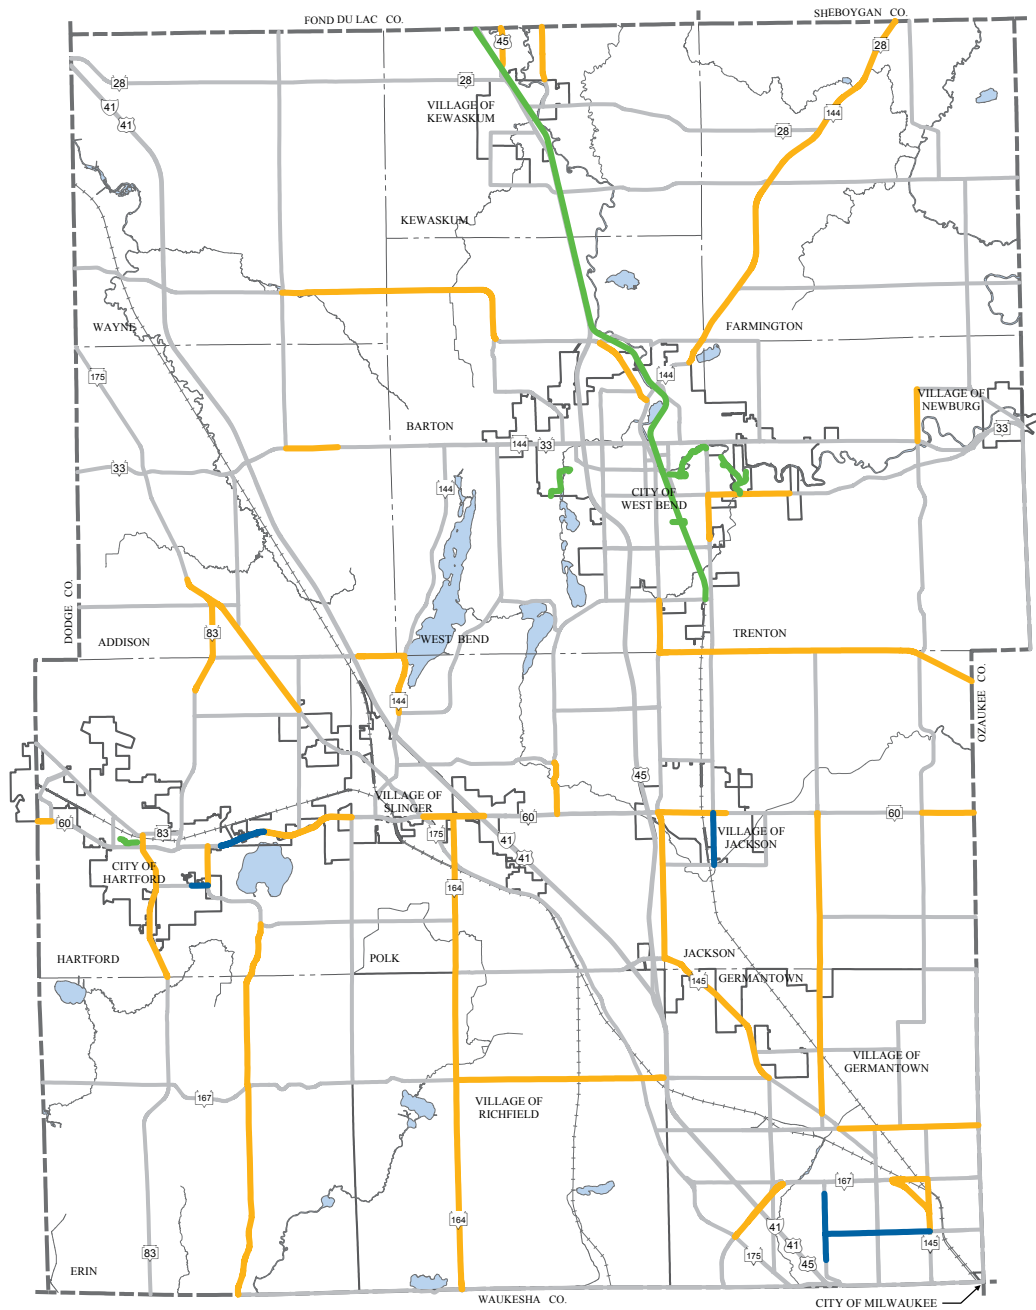 FOND DU LAC CO.
SHEBOYGAN CO.
45
28
28
28
41
41
VILLAGE OF
KEWASKUM
144
28
KEWASKUM
WAYNE
FARMINGTON
175
144
VILLAGE OF
NEWBURG
BARTON
144
33
33
33
144
CITY OF
WEST BEND
DODGE CO.
83
ADDISON
WEST BEND
TRENTON
144
OZAUKEE CO.
45
VILLAGE OF
SLINGER
60
83
175
60
60
VILLAGE OF
JACKSON
41
41
CITY OF
HARTFORD
164
HARTFORD
POLK
JACKSON
145
GERMANTOWN
VILLAGE OF
GERMANTOWN
167
VILLAGE OF
RICHFIELD
167
164
41
41
45
175
145
83
ERIN
WAUKESHA CO.
CITY OF MILWAUKEE